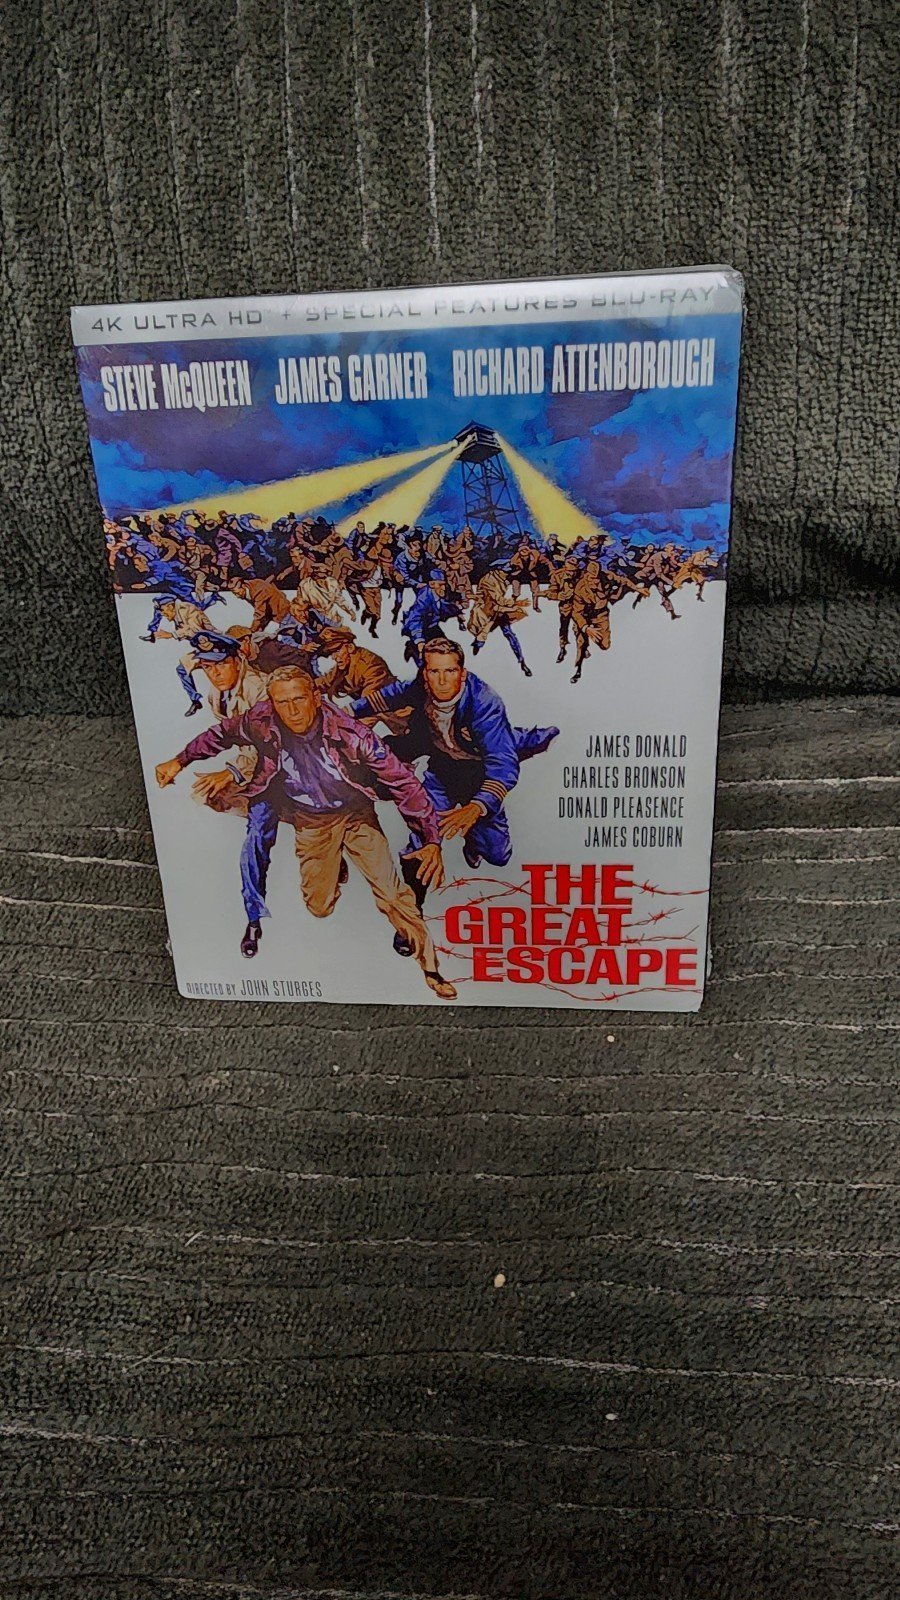 4K ULTRA HD™ + SPECIAL FEATURES BLU-RAY
STEVE McQUEEN JAMES GARNER RICHARD ATTENBOROUGH
JAMES DONALD
CHARLES BRONSON
DONALD PLEASENCE
JAMES COBURN
THE
GREAT
ESCAPE
DIRECTED BY JOHN STURGES